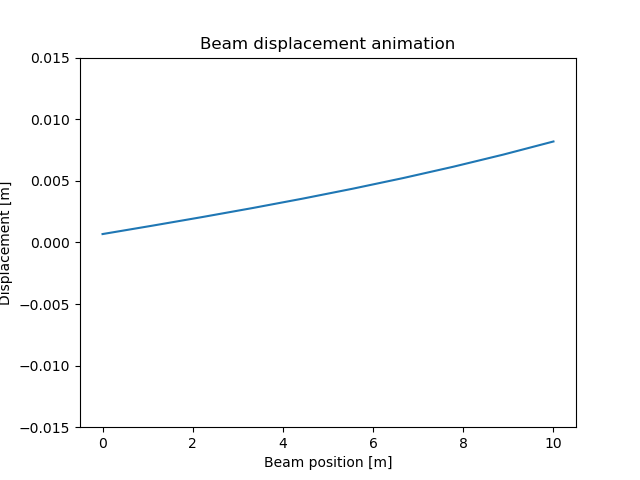 Beam displacement animation
0.015
0.010
0.005
0.000
−0.005
−0.010
−0.015
Displacement [m]
0 2 4 6 8 10
Beam position [m]